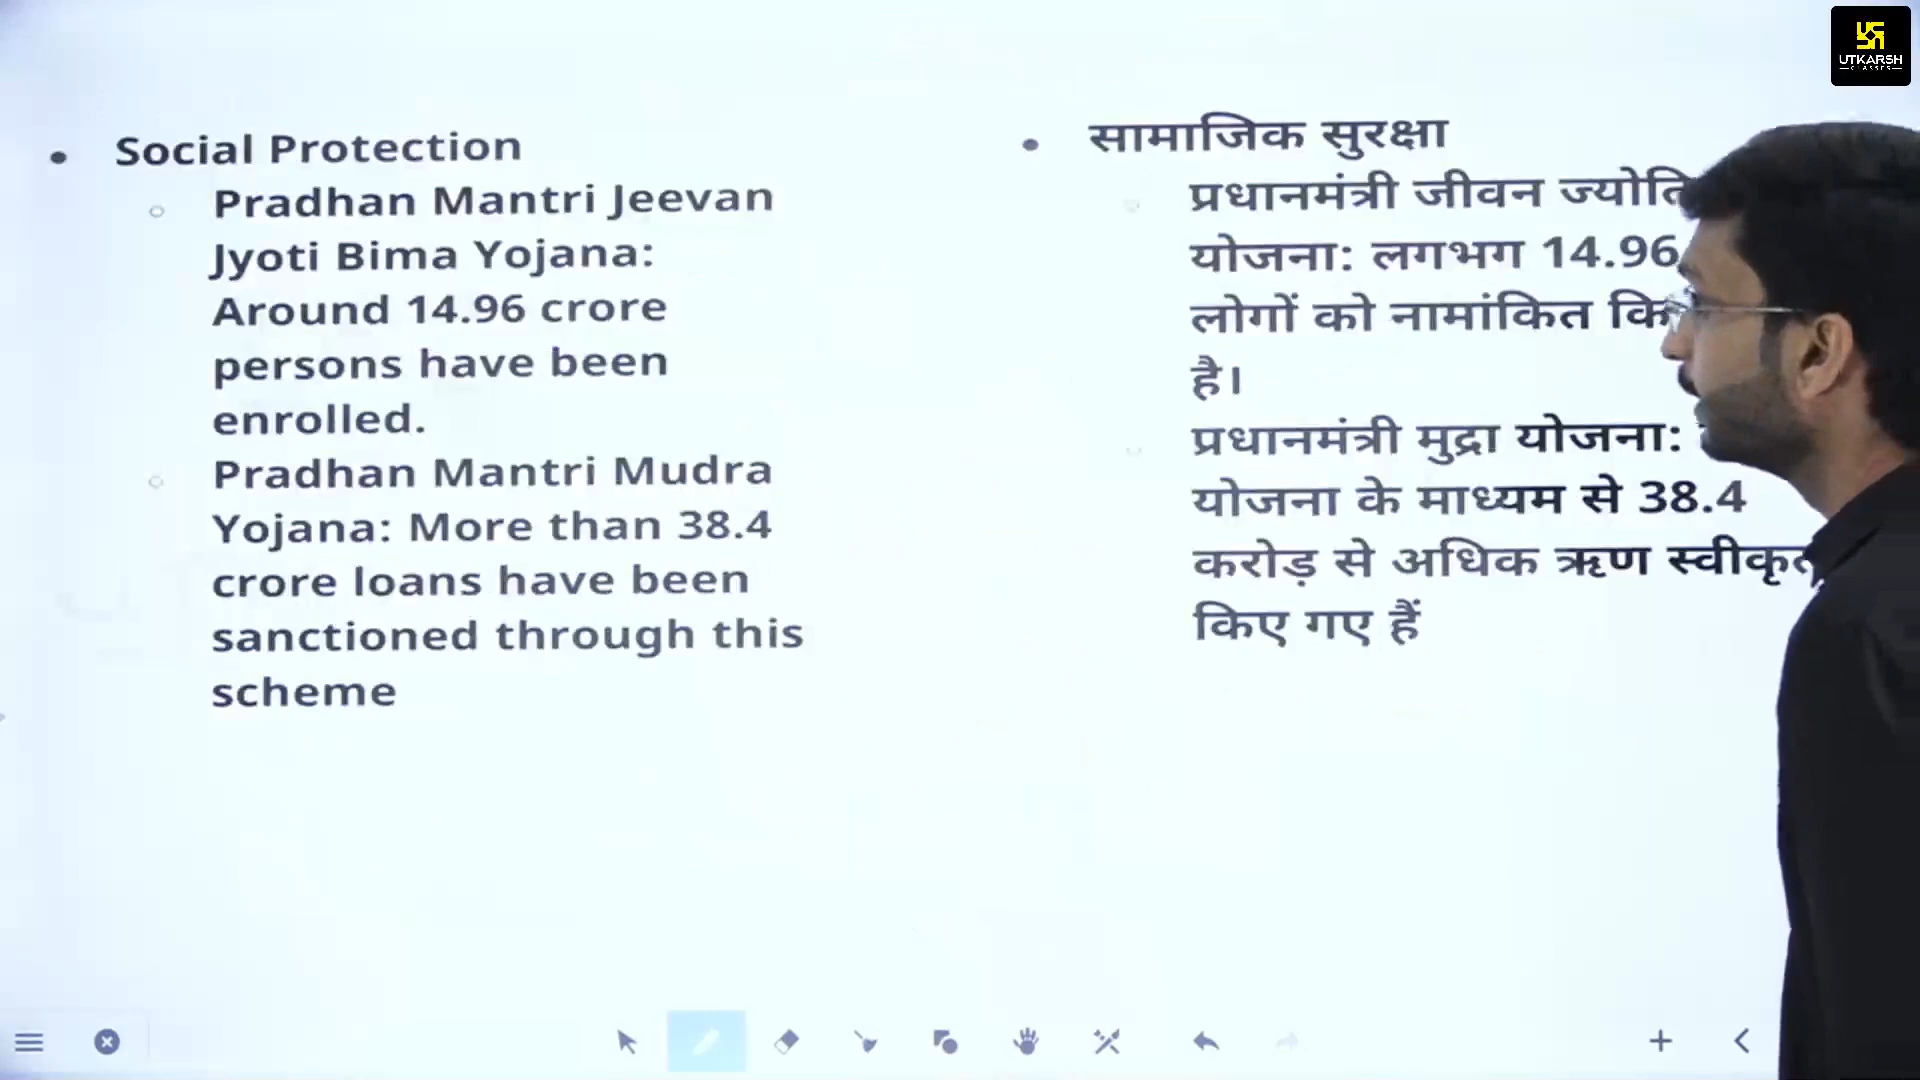 UTKARSH
CLASSES
Social Protection
Pradhan Mantri Jeevan
Jyoti Bima Yojana:
Around 14.96 crore
persons have been
enrolled.
Pradhan Mantri Mudra
Yojana: More than 38.4
crore loans have been
sanctioned through this
scheme
सामाजिक सुरक्षा
प्रधानमंत्री जीवन ज्योति
योजना: लगभग 14.96
लोगों को नामांकित
है।
प्रधानमंत्री मुद्रा योजना:
योजना के माध्यम से 38.4
करोड़ से अधिक ऋण स्वीकृत
किए गए हैं